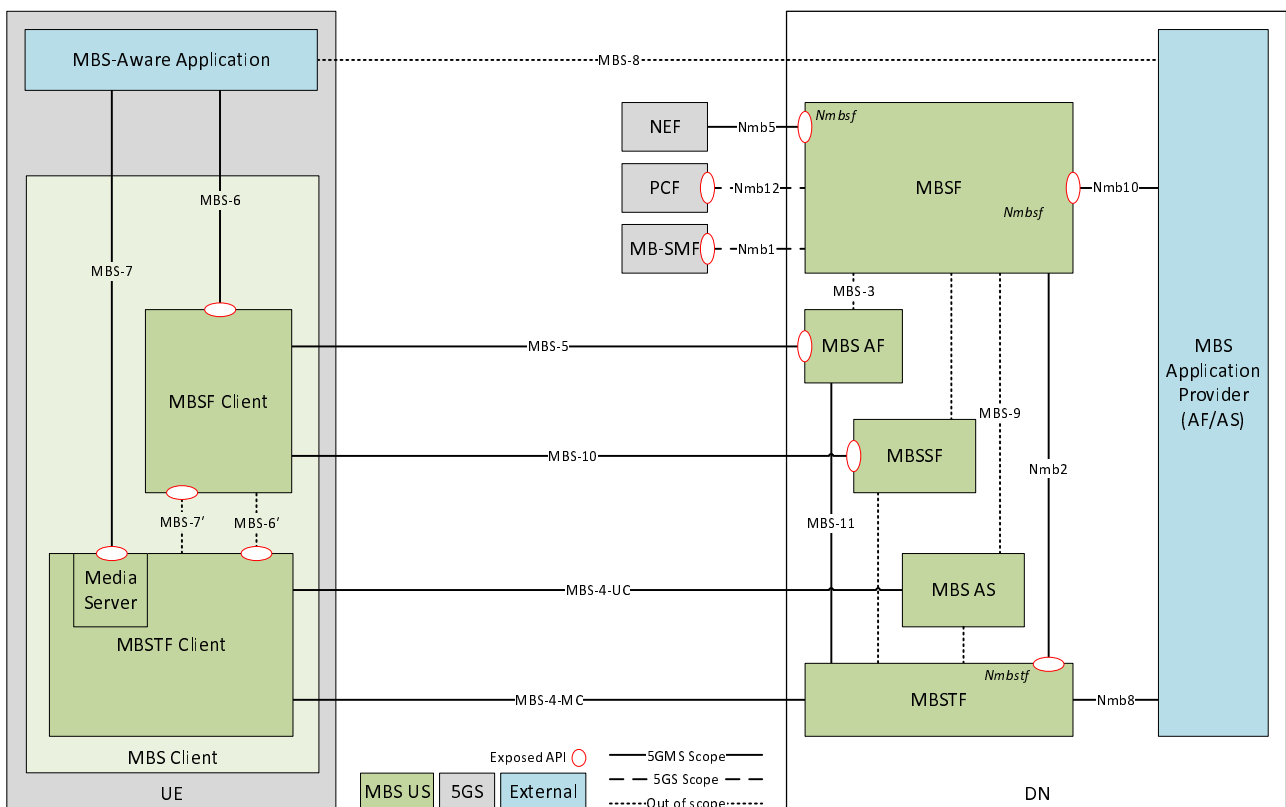 MBS-Aware Application
MBS-8
NEF
Nmb5
Nmbsf
PCF
Nmb12
MBSF
Nmb10
MBS-6
Nmbsf
MB-SMF
Nmb1
MBS-7
MBS-3
MBS-5
MBS AF
MBS
Application
Provider
(AF/AS)
MBSF Client
MBS-9
MBS-10
MBSSF
Nmb2
MBS-7’
MBS-6’
MBS-11
Media
Server
MBS-4-UC
MBS AS
MBSTF Client
Nmbstf
MBS-4-MC
MBSTF
Nmb8
MBS Client
Exposed API
5GMS Scope
5GS Scope
Out of scope
UE
MBS US
5GS
External
DN